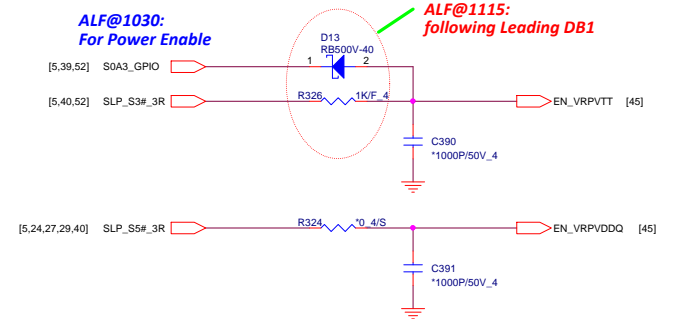 ALF@1030:
For Power Enable
ALF@1115:
following Leading DB1
D13
RB500V-40
[5,39,52] S0A3_GPIO 1 2
[5,40,52] SLP_S3#_3R R326 1K/F_4 EN_VRPVTT [45]
C390
*1000P/50V_4
[5,24,27,29,40] SLP_S5#_3R R324 *0_4/S EN_VRPVDDQ [45]
C391
*1000P/50V_4